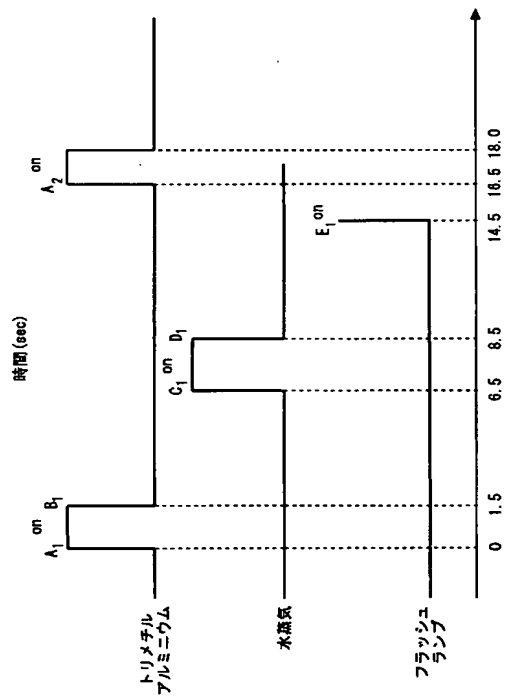 時間(sec)
on
A1
B1
on
A2
トリメチル
アルミニウム
on
C1
D1
水蒸気
on
E1
フラッシュ
ランプ
0
1.5
6.5
8.5
14.5
16.5
18.0